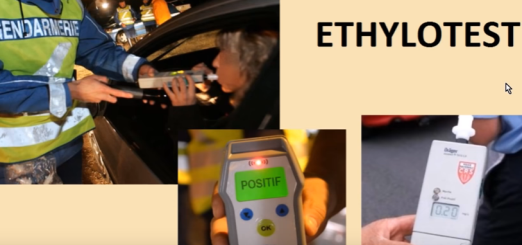 ETHYLOTEST
GENDARMERIE
POSITIF
OK
Dräger
0.20